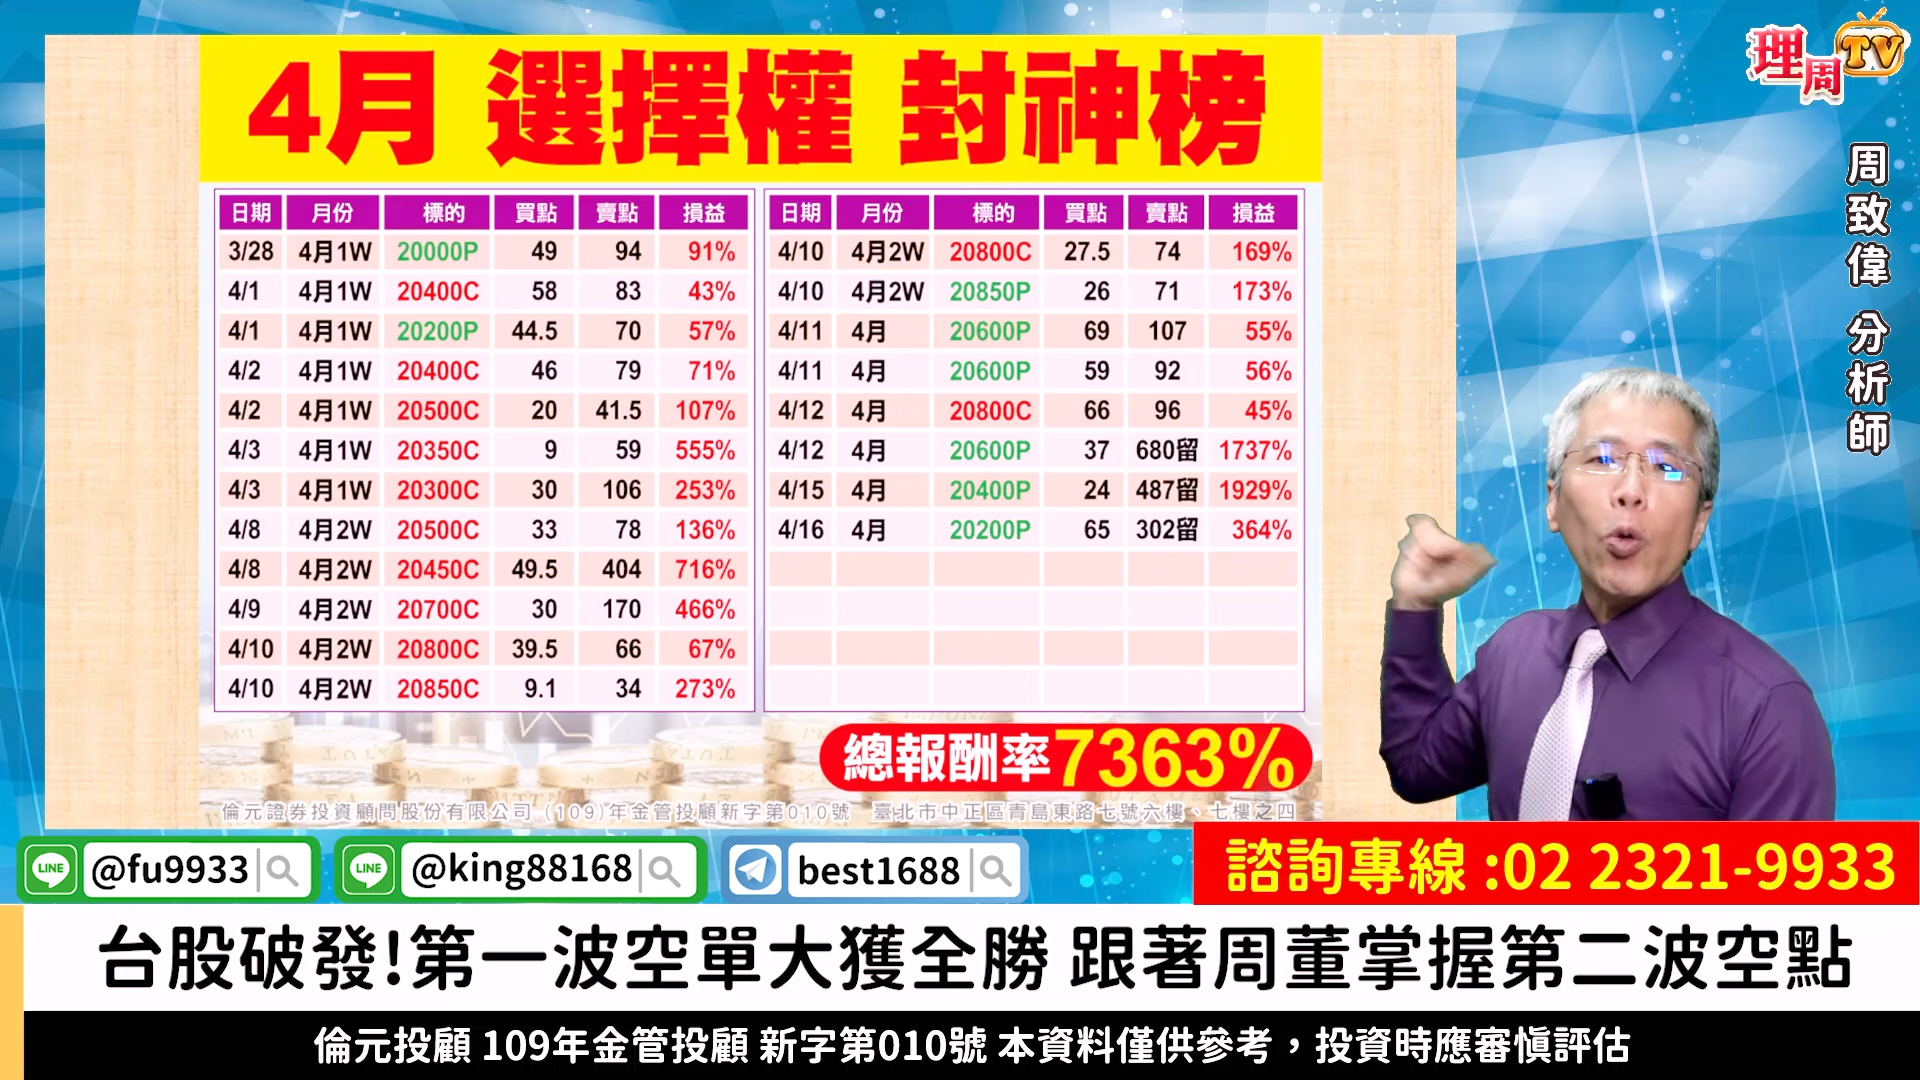 4月 選擇權 封神榜
理周TV
周致偉 分析師
日期 月份 標的 買點 賣點 損益
3/28 4月1W 20000P 49 94 91%
4/1 4月1W 20400C 58 83 43%
4/1 4月1W 20200P 44.5 70 57%
4/2 4月1W 20400C 46 79 71%
4/2 4月1W 20500C 20 41.5 107%
4/3 4月1W 20350C 9 59 555%
4/3 4月1W 20300C 30 106 253%
4/8 4月2W 20500C 33 78 136%
4/8 4月2W 20450C 49.5 404 716%
4/9 4月2W 20700C 30 170 466%
4/10 4月2W 20800C 39.5 66 67%
4/10 4月2W 20850C 9.1 34 273%
日期 月份 標的 買點 賣點 損益
4/10 4月2W 20800C 27.5 74 169%
4/10 4月2W 20850P 26 71 173%
4/11 4月 20600P 69 107 55%
4/11 4月 20600P 59 92 56%
4/12 4月 20800C 66 96 45%
4/12 4月 20600P 37 680留 1737%
4/15 4月 20400P 24 487留 1929%
4/16 4月 20200P 65 302留 364%
總報酬率7363%
倫元證券投資顧問股份有限公司 (109)年金管投顧新字第010號 臺北市中正區青島東路七號六樓、七樓之四
LINE @fu9933
LINE @king88168
best1688
諮詢專線 :02 2321-9933
台股破發!第一波空單大獲全勝 跟著周董掌握第二波空點
倫元投顧 109年金管投顧 新字第010號 本資料僅供參考，投資時應審慎評估